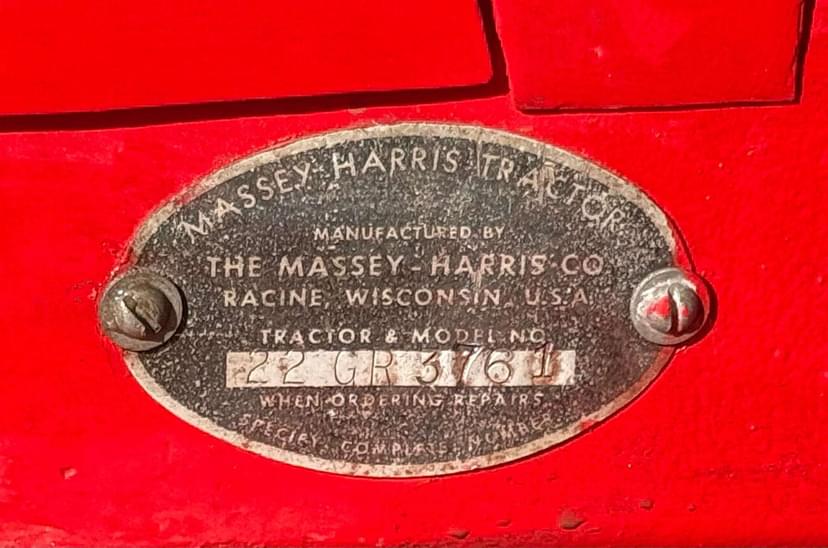 MASSEY-HARRIS TRACTOR
MANUFACTURED BY
THE MASSEY-HARRIS CO
RACINE, WISCONSIN, U.S.A.
TRACTOR & MODEL NO.
22 GR 3761
WHEN ORDERING REPAIRS
SPECIFY COMPLETE NUMBER